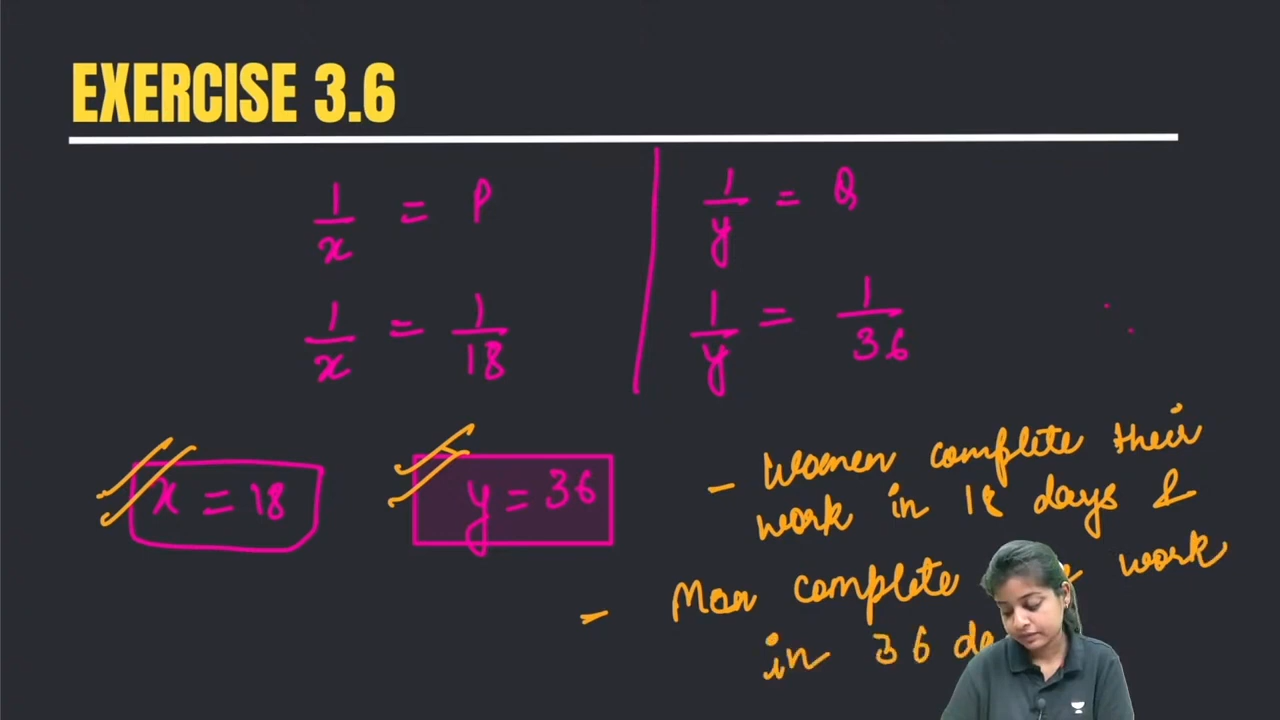 EXERCISE 3.6
1/x = P
1/y = Q
1/x = 1/18
1/y = 1/36
x = 18
y = 36
- Women complete their
work in 18 days &
- Man complete work
in 36